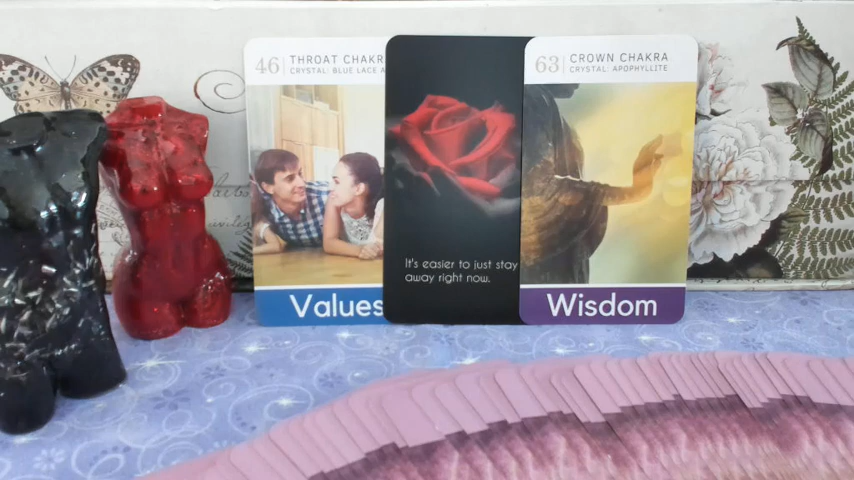 46 | THROAT CHAKR
CRYSTAL: BLUE LACE A
Values
It's easier to just stay
away right now.
63 | CROWN CHAKRA
CRYSTAL: APOPHYLLITE
Wisdom